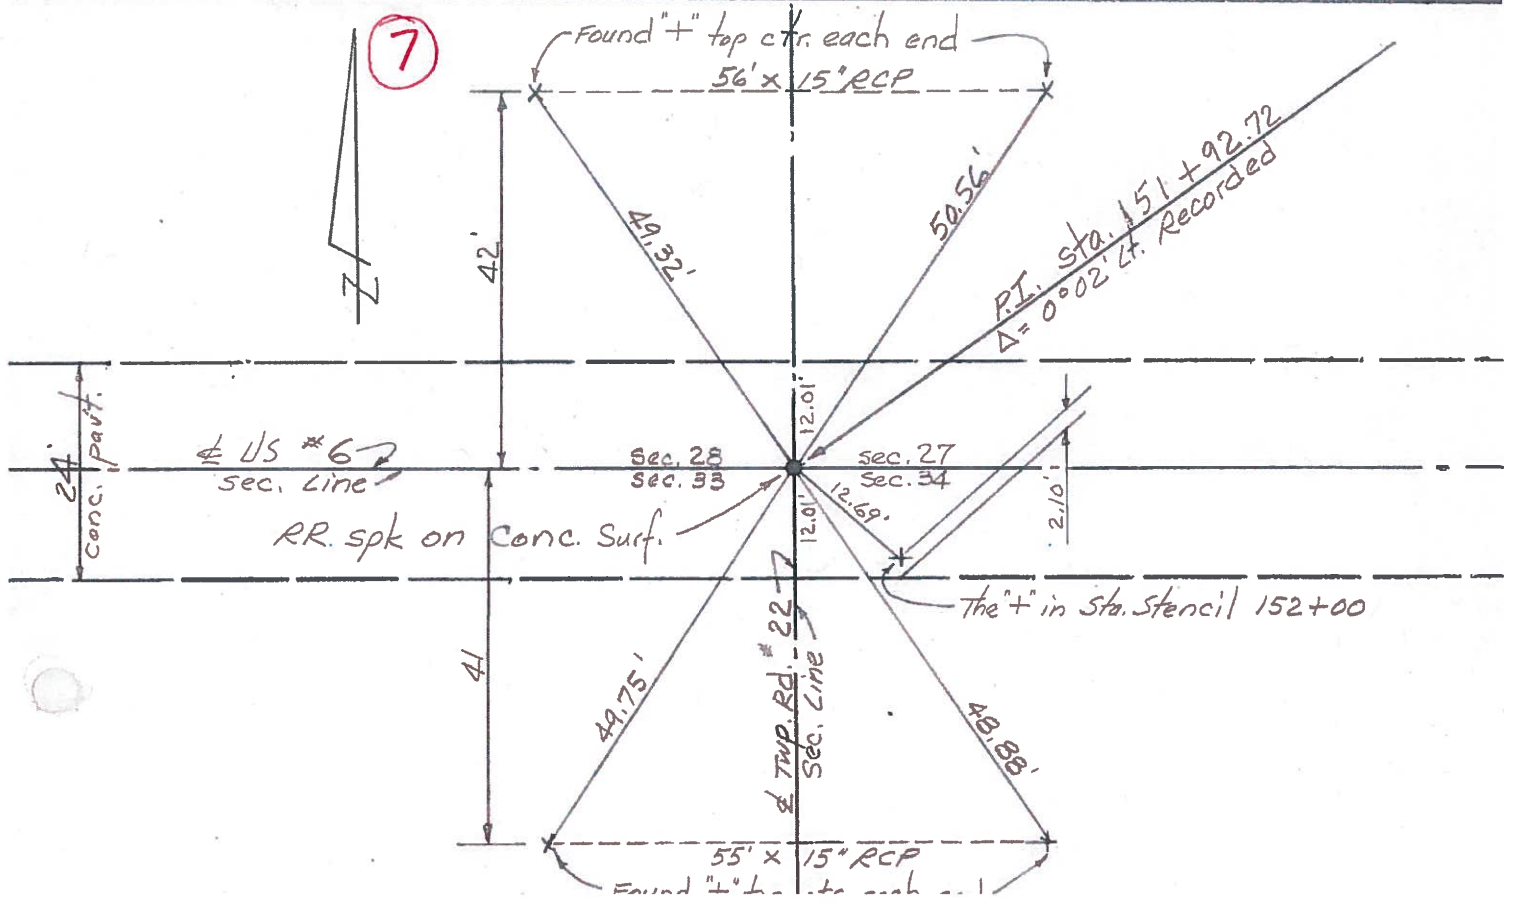 7
Found "+" top ctr. each end
56' x 15" RCP
49.32'
50.56'
P.I. Sta. 151+92.72
Δ= 0°02' Lt. Recorded
42'
N
24'
Conc. pav't.
℄ US #6
Sec. Line
Sec. 28
Sec. 33
Sec. 27
Sec. 34
12.01'
12.01'
12.69'
2.10'
RR. spk on Conc. Surf.
The "+" in Sta. Stencil 152+00
℄ Twp. Rd. # 22
Sec. Line
41
49.75'
48.88'
55' x 15" RCP
Found "+"